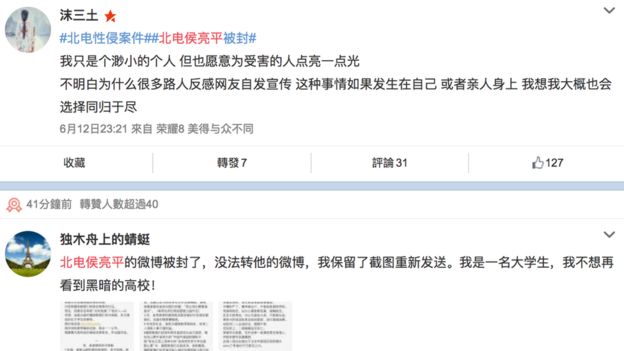 沫三土
#北电性侵案件##北电侯亮平被封#
我只是个渺小的个人 但也愿意为受害的人点亮一点光
不明白为什么很多路人反感网友自发宣传 这种事情如果发生在自己 或者亲人身上 我想我大概也会
选择同归于尽
6月12日23:21 來自 荣耀8 美得与众不同
收藏 轉發 7 評論 31 127
41分鐘前 轉贊人數超過40
独木舟上的蜻蜓
北电侯亮平的微博被封了，没法转他的微博，我保留了截图重新发送。我是一名大学生，我不想再
看到黑暗的高校！